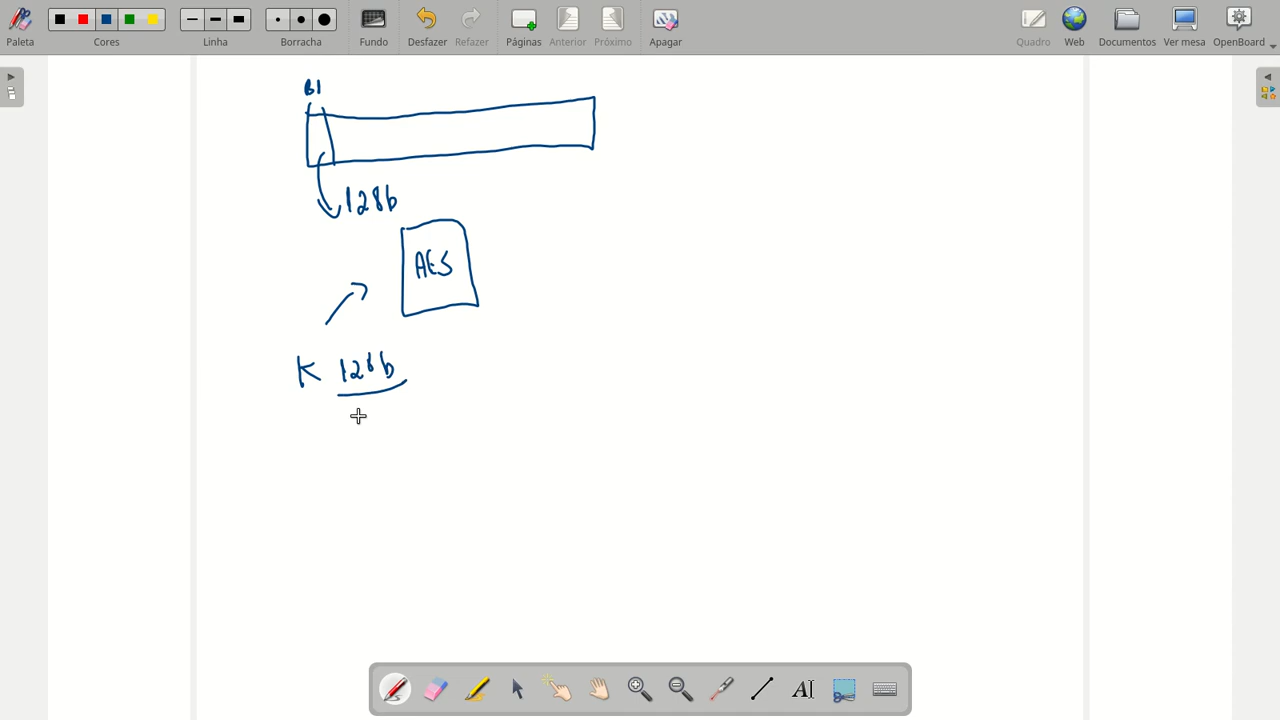 Paleta
Cores
Linha
Borracha
Fundo
Desfazer
Refazer
Páginas
Anterior
Próximo
Apagar
Quadro
Web
Documentos
Ver mesa
OpenBoard
B1
128b
AES
K 128b
AI